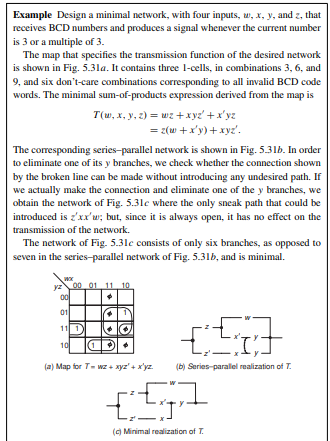 Example Design a minimal network, with four inputs, w, x, y, and z, that
receives BCD numbers and produces a signal whenever the current number
is 3 or a multiple of 3.
The map that specifies the transmission function of the desired network
is shown in Fig. 5.31a. It contains three 1-cells, in combinations 3, 6, and
9, and six don't-care combinations corresponding to all invalid BCD code
words. The minimal sum-of-products expression derived from the map is
T(w, x, y, z) = wz + xyz' + x'yz
= z(w + x'y) + xyz'.
The corresponding series–parallel network is shown in Fig. 5.31b. In order
to eliminate one of its y branches, we check whether the connection shown
by the broken line can be made without introducing any undesired path. If
we actually make the connection and eliminate one of the y branches, we
obtain the network of Fig. 5.31c where the only sneak path that could be
introduced is z'xx'w; but, since it is always open, it has no effect on the
transmission of the network.
The network of Fig. 5.31c consists of only six branches, as opposed to
seven in the series–parallel network of Fig. 5.31b, and is minimal.
wx
yz 00 01 11 10
00 ϕ
01 ϕ 1
11 1 ϕ ϕ
10 1 ϕ ϕ
w
z
x' y
z' x y
(a) Map for T = wz + xyz' + x'yz.
(b) Series–parallel realization of T.
w
z
x' y
z' x
(c) Minimal realization of T.